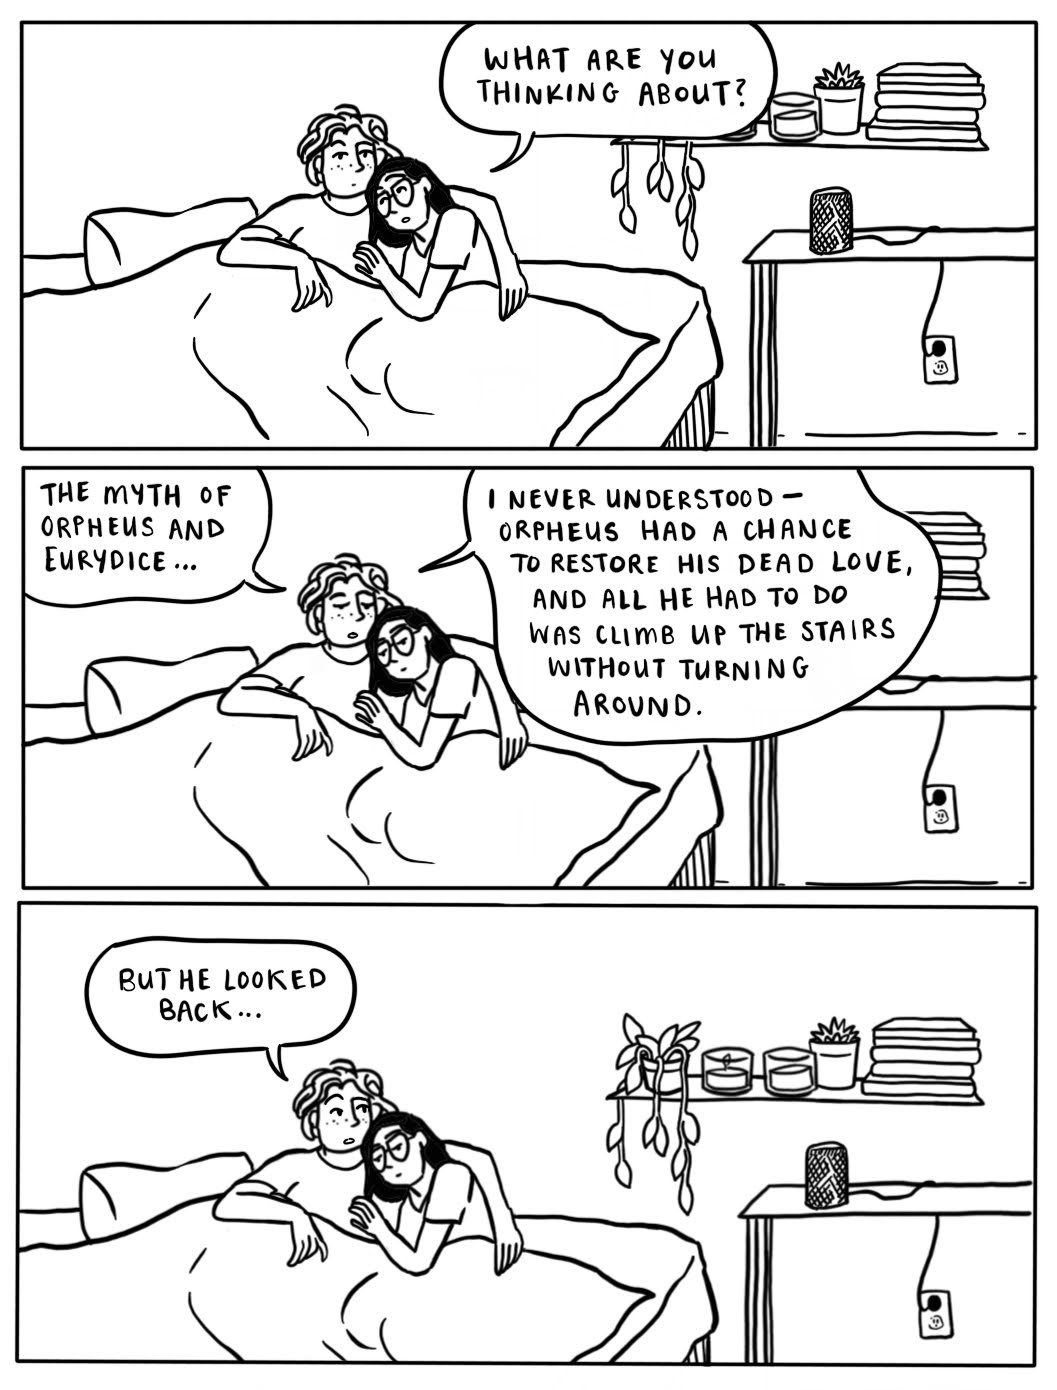 WHAT ARE YOU
THINKING ABOUT?
THE MYTH OF
ORPHEUS AND
EURYDICE...
I NEVER UNDERSTOOD —
ORPHEUS HAD A CHANCE
TO RESTORE HIS DEAD LOVE,
AND ALL HE HAD TO DO
WAS CLIMB UP THE STAIRS
WITHOUT TURNING
AROUND.
BUT HE LOOKED
BACK...